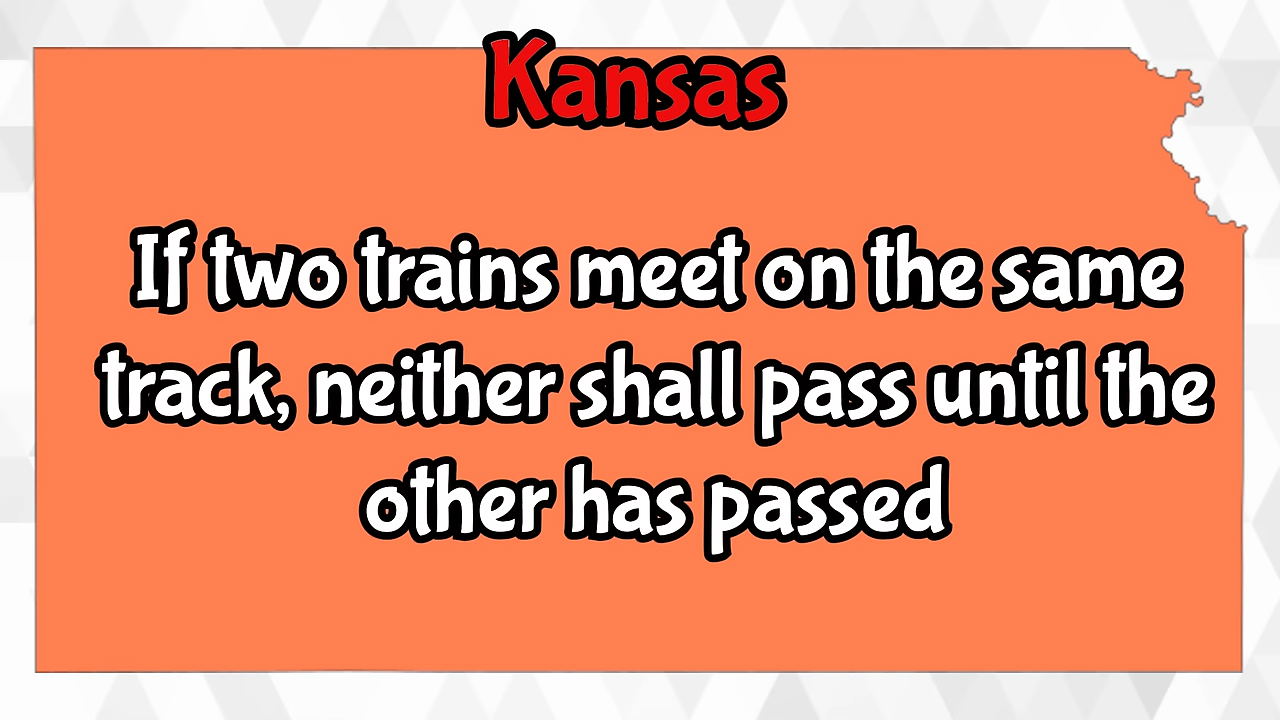 Kansas
If two trains meet on the same
track, neither shall pass until the
other has passed